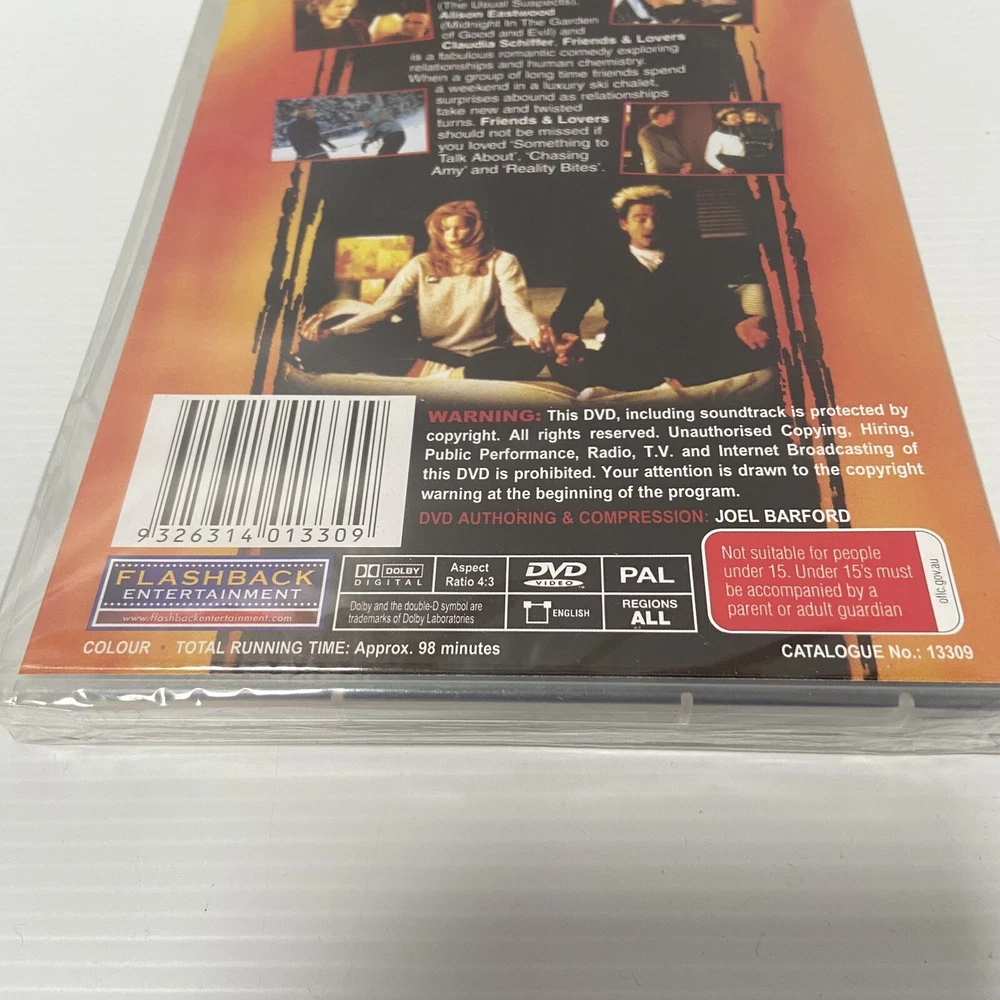 (The Usual Suspects),
Alison Eastwood
(Midnight In The Garden
of Good and Evil) and
Claudia Schiffer, Friends & Lovers
is a fabulous romantic comedy exploring
relationships and human chemistry.
When a group of long time friends spend
a weekend in a luxury ski chalet,
surprises abound as relationships
take new and twisted
turns. Friends & Lovers
should not be missed if
you loved 'Something to
Talk About', 'Chasing
Amy' and 'Reality Bites'.
WARNING: This DVD, including soundtrack is protected by
copyright. All rights reserved. Unauthorised Copying, Hiring,
Public Performance, Radio, T.V. and Internet Broadcasting of
this DVD is prohibited. Your attention is drawn to the copyright
warning at the beginning of the program.
DVD AUTHORING & COMPRESSION: JOEL BARFORD
9 326314 013309
FLASHBACK
ENTERTAINMENT
www.flashbackentertainment.com
DOLBY
DIGITAL
Aspect
Ratio 4:3
DVD
VIDEO
TM
PAL
Dolby and the double-D symbol are
trademarks of Dolby Laboratories
ENGLISH
REGIONS
ALL
Not suitable for people
under 15. Under 15's must
be accompanied by a
parent or adult guardian
oflc.gov.au
COLOUR • TOTAL RUNNING TIME: Approx. 98 minutes
CATALOGUE No.: 13309